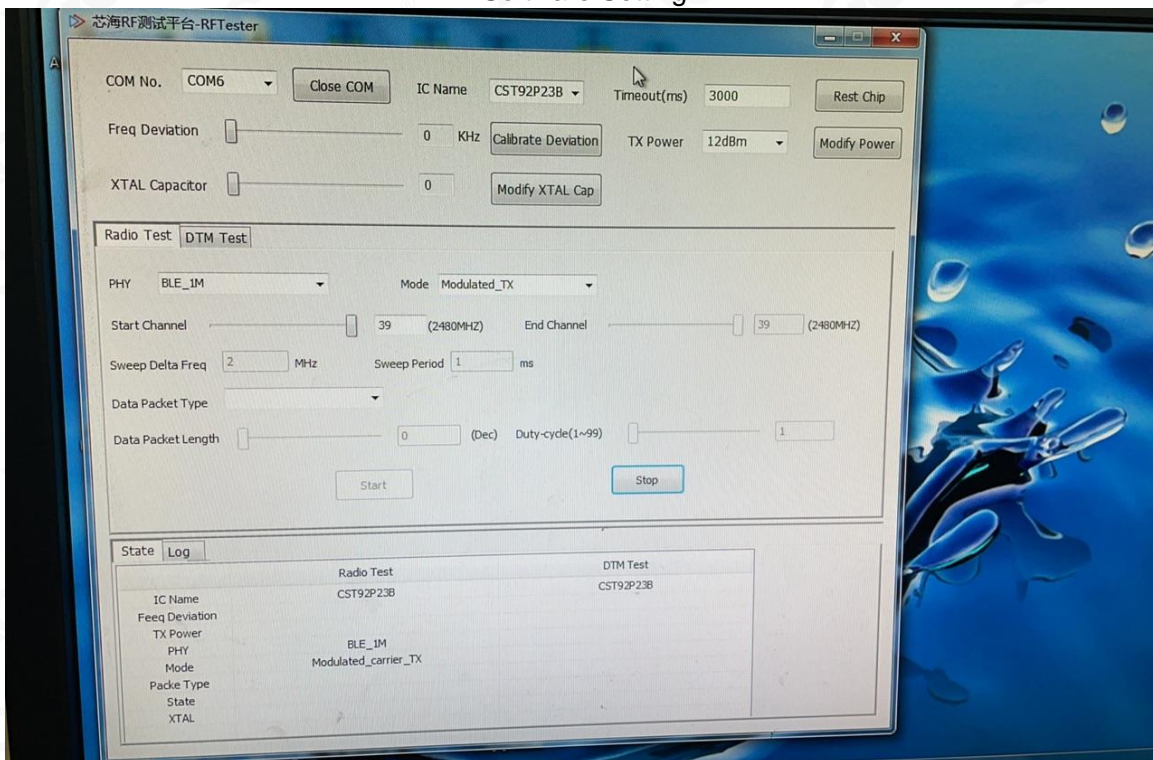 芯海RF测试平台-RFTester
COM No. COM6 Close COM IC Name CST92P23B Timeout(ms) 3000 Rest Chip
Freq Deviation 0 KHz Calibrate Deviation TX Power 12dBm Modify Power
XTAL Capacitor 0 Modify XTAL Cap
Radio Test DTM Test
PHY BLE_1M Mode Modulated_TX
Start Channel 39 (2480MHZ) End Channel 39 (2480MHZ)
Sweep Delta Freq 2 MHz Sweep Period 1 ms
Data Packet Type
Data Packet Length 0 (Dec) Duty-cycle(1~99) 1
Start Stop
State Log
Radio Test DTM Test
IC Name CST92P23B CST92P23B
Feeq Deviation
TX Power
PHY BLE_1M
Mode Modulated_carrier_TX
Packe Type
State
XTAL